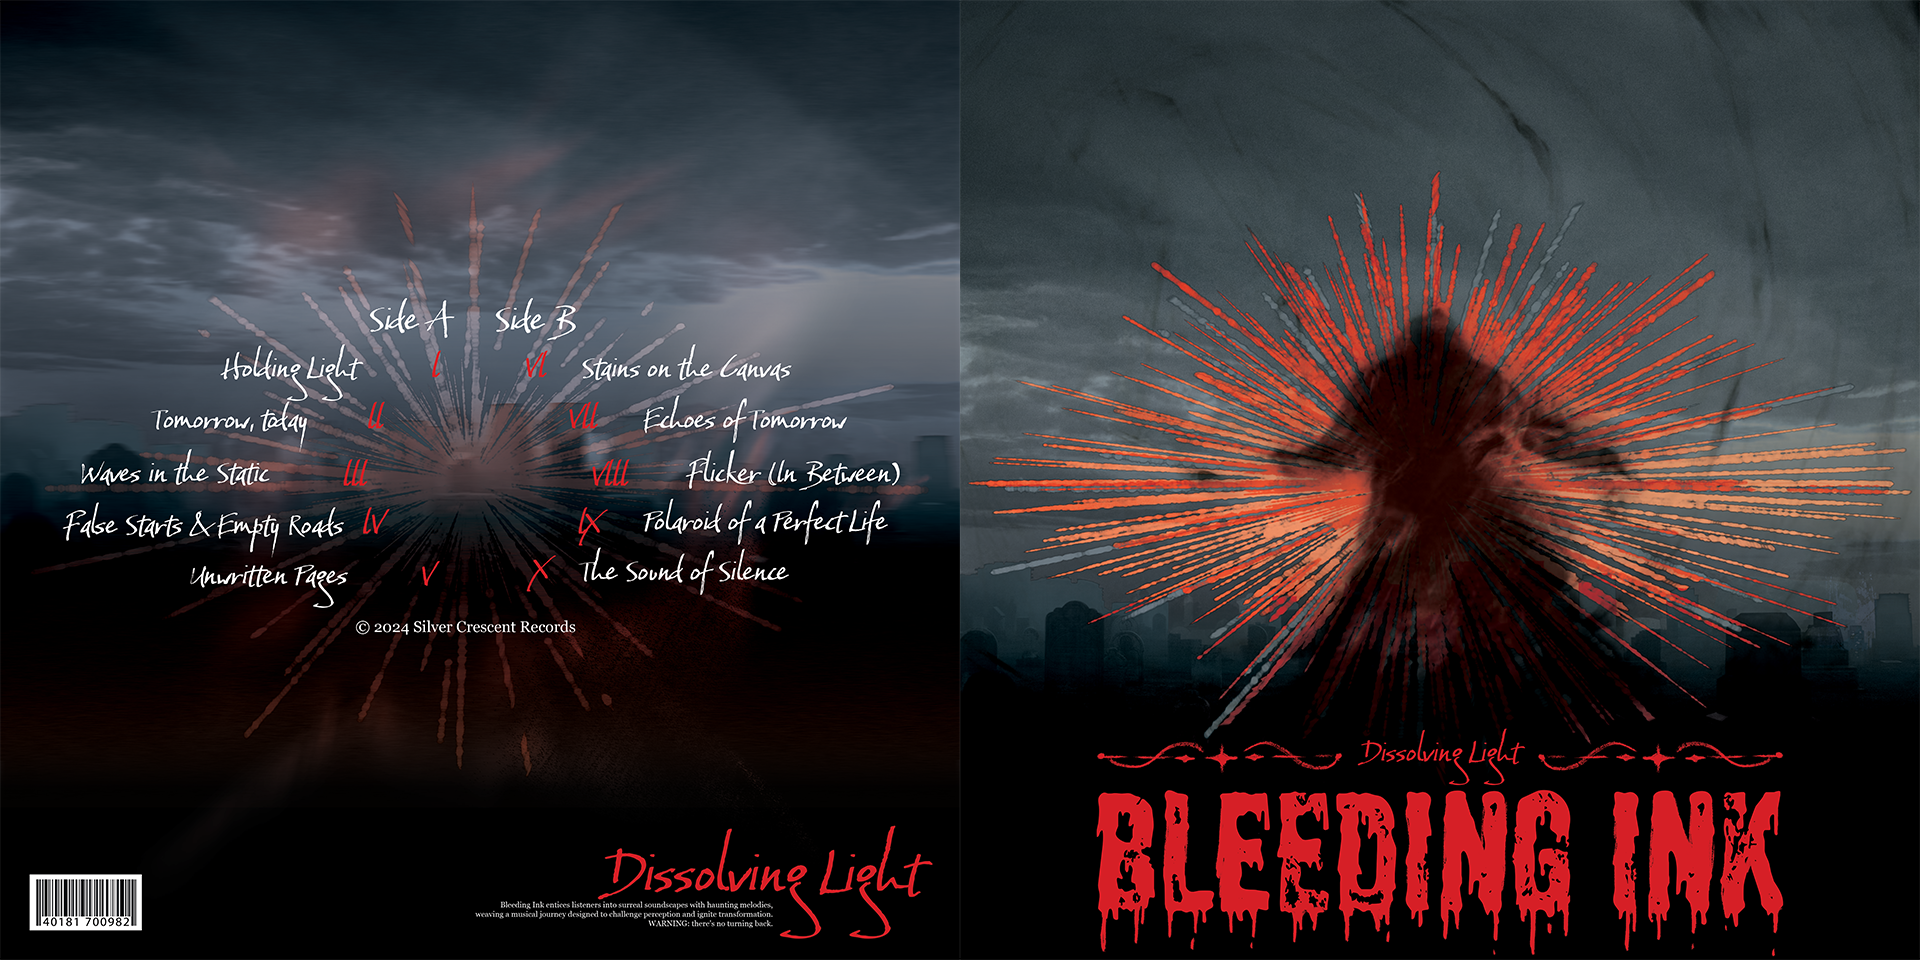 Side A
Side B
Holding Light I
Tomorrow, today II
Waves in the Static III
False Starts & Empty Roads IV
Unwritten Pages V
VI Stains on the Canvas
VII Echoes of Tomorrow
VIII Flicker (In Between)
IX Polaroid of a Perfect Life
X The Sound of Silence
© 2024 Silver Crescent Records
Dissolving Light
Bleeding Ink entices listeners into surreal soundscapes with haunting melodies,
weaving a musical journey designed to challenge perception and ignite transformation.
WARNING: there's no turning back.
40181 700982
Dissolving Light
BLEEDING INK